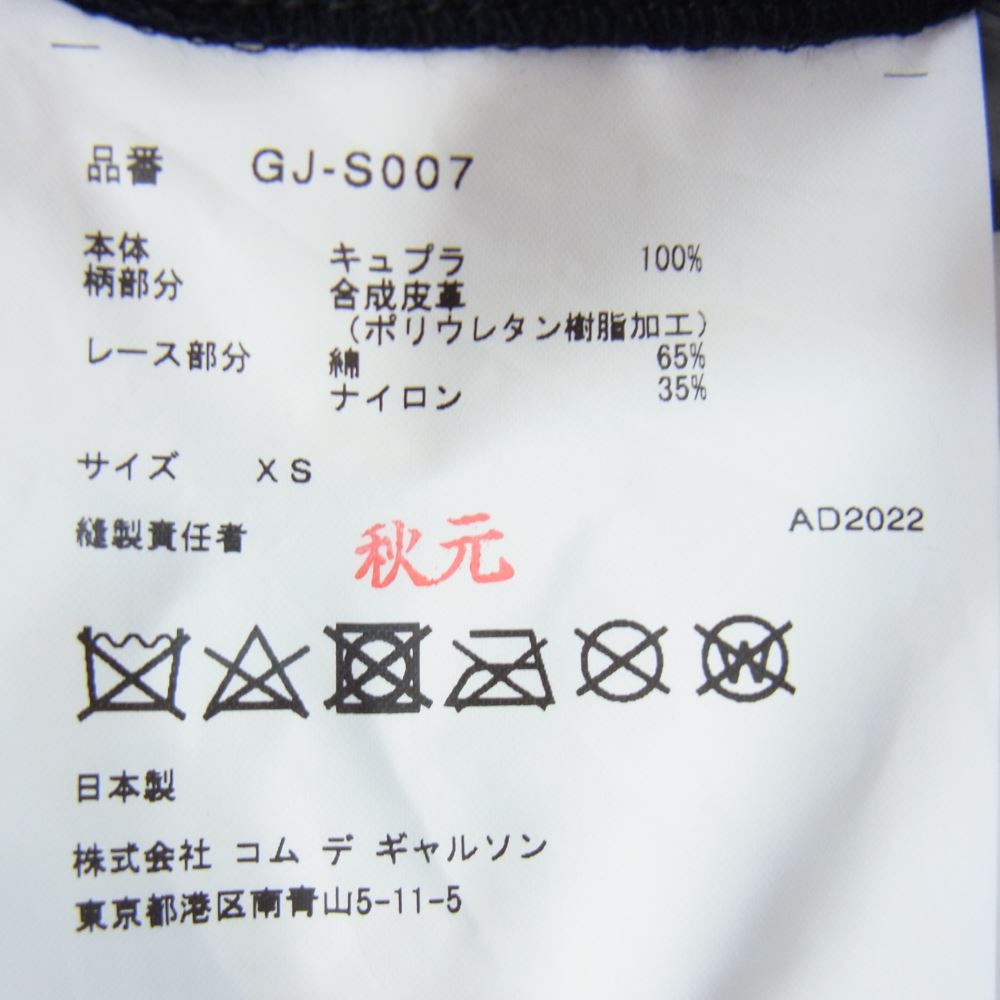 品番 GJ-S007
本体 キュプラ 100%
柄部分 合成皮革
（ポリウレタン樹脂加工）
レース部分 綿 65%
ナイロン 35%
サイズ XS
縫製責任者 秋元 AD2022
W
日本製
株式会社 コム デ ギャルソン
東京都港区南青山5-11-5